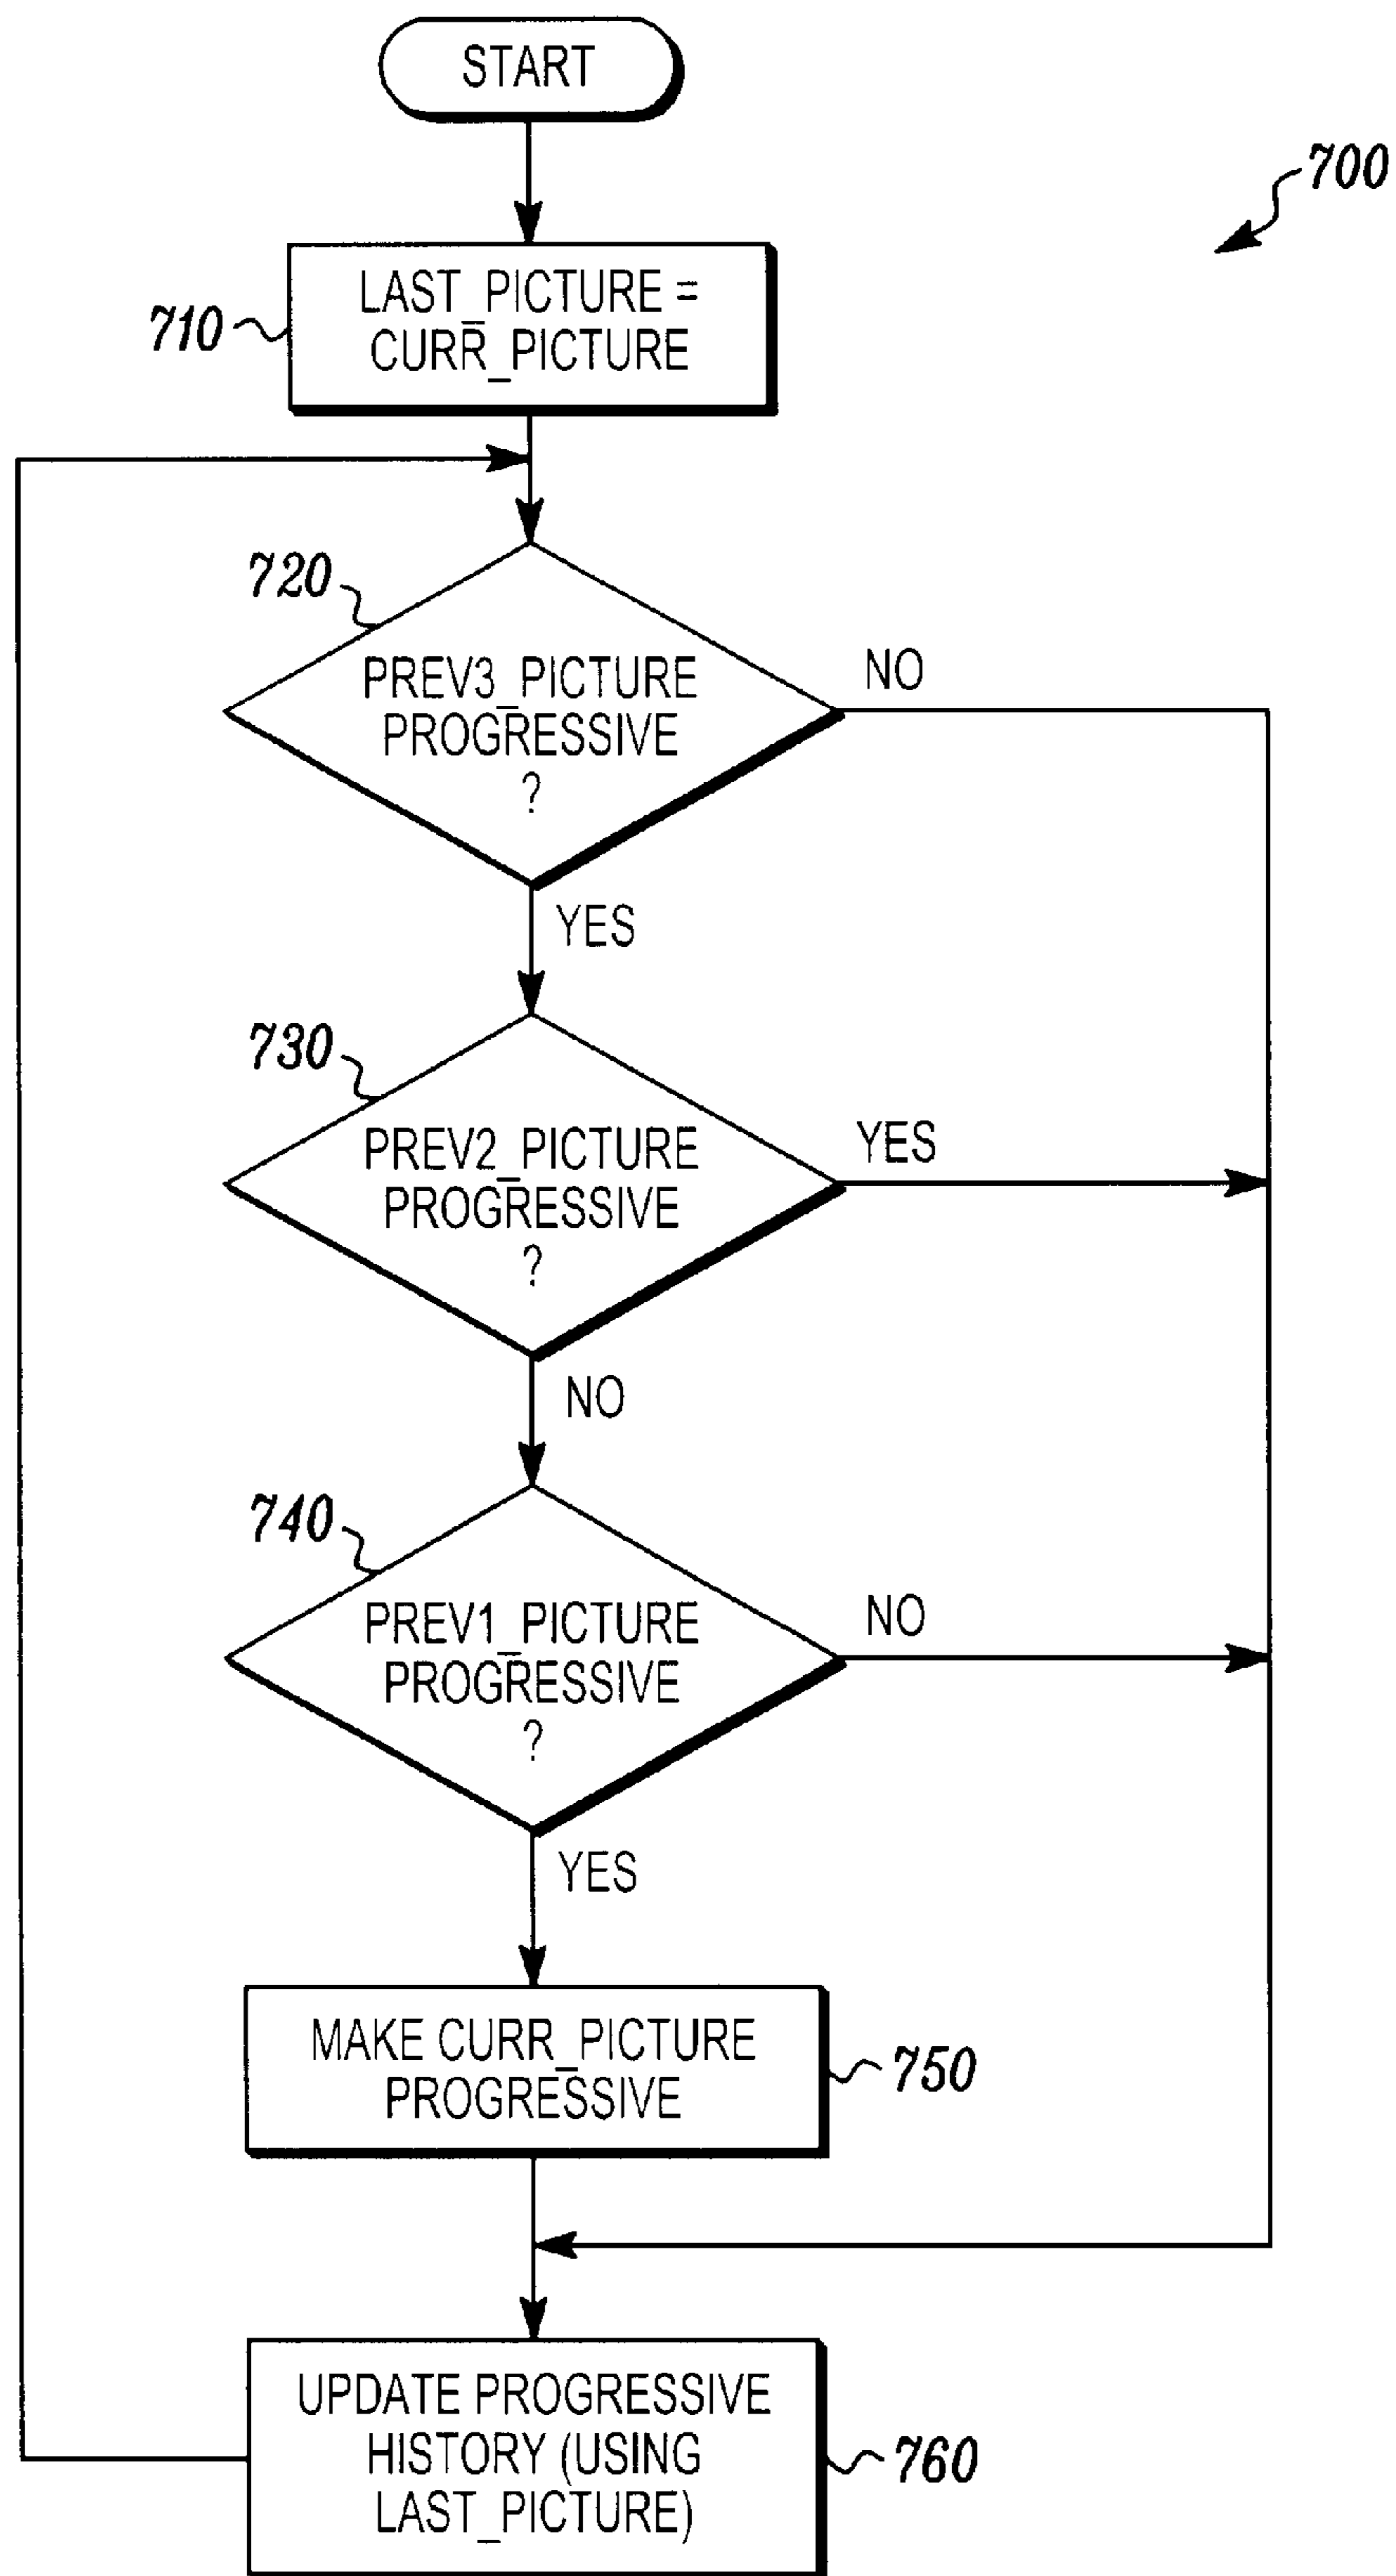 START
700
LAST_PICTURE =
CURR_PICTURE
710
720
PREV3_PICTURE
PROGRESSIVE
?
NO
YES
730
PREV2_PICTURE
PROGRESSIVE
?
YES
NO
740
PREV1_PICTURE
PROGRESSIVE
?
NO
YES
MAKE CURR_PICTURE
PROGRESSIVE
750
UPDATE PROGRESSIVE
HISTORY (USING
LAST_PICTURE)
760